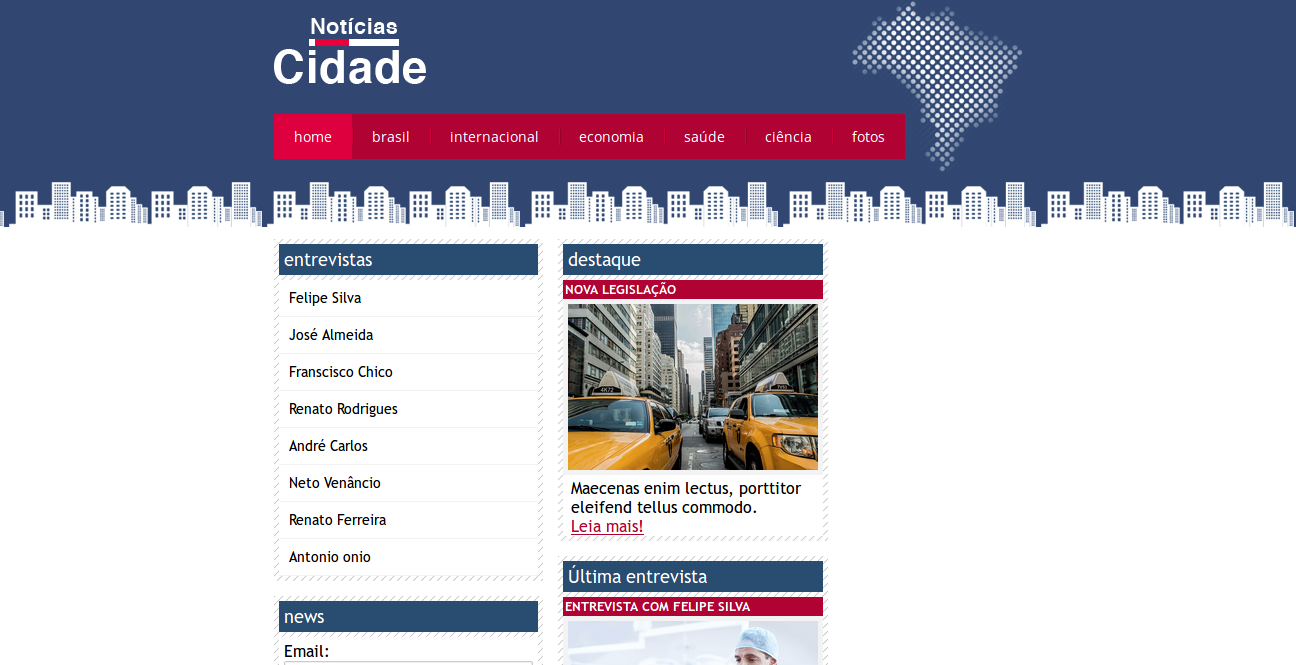 Notícias
Cidade
home brasil internacional economia saúde ciência fotos
entrevistas
Felipe Silva
José Almeida
Franscisco Chico
Renato Rodrigues
André Carlos
Neto Venâncio
Renato Ferreira
Antonio onio
news
Email:
destaque
NOVA LEGISLAÇÃO
Maecenas enim lectus, porttitor
eleifend tellus commodo.
Leia mais!
Última entrevista
ENTREVISTA COM FELIPE SILVA